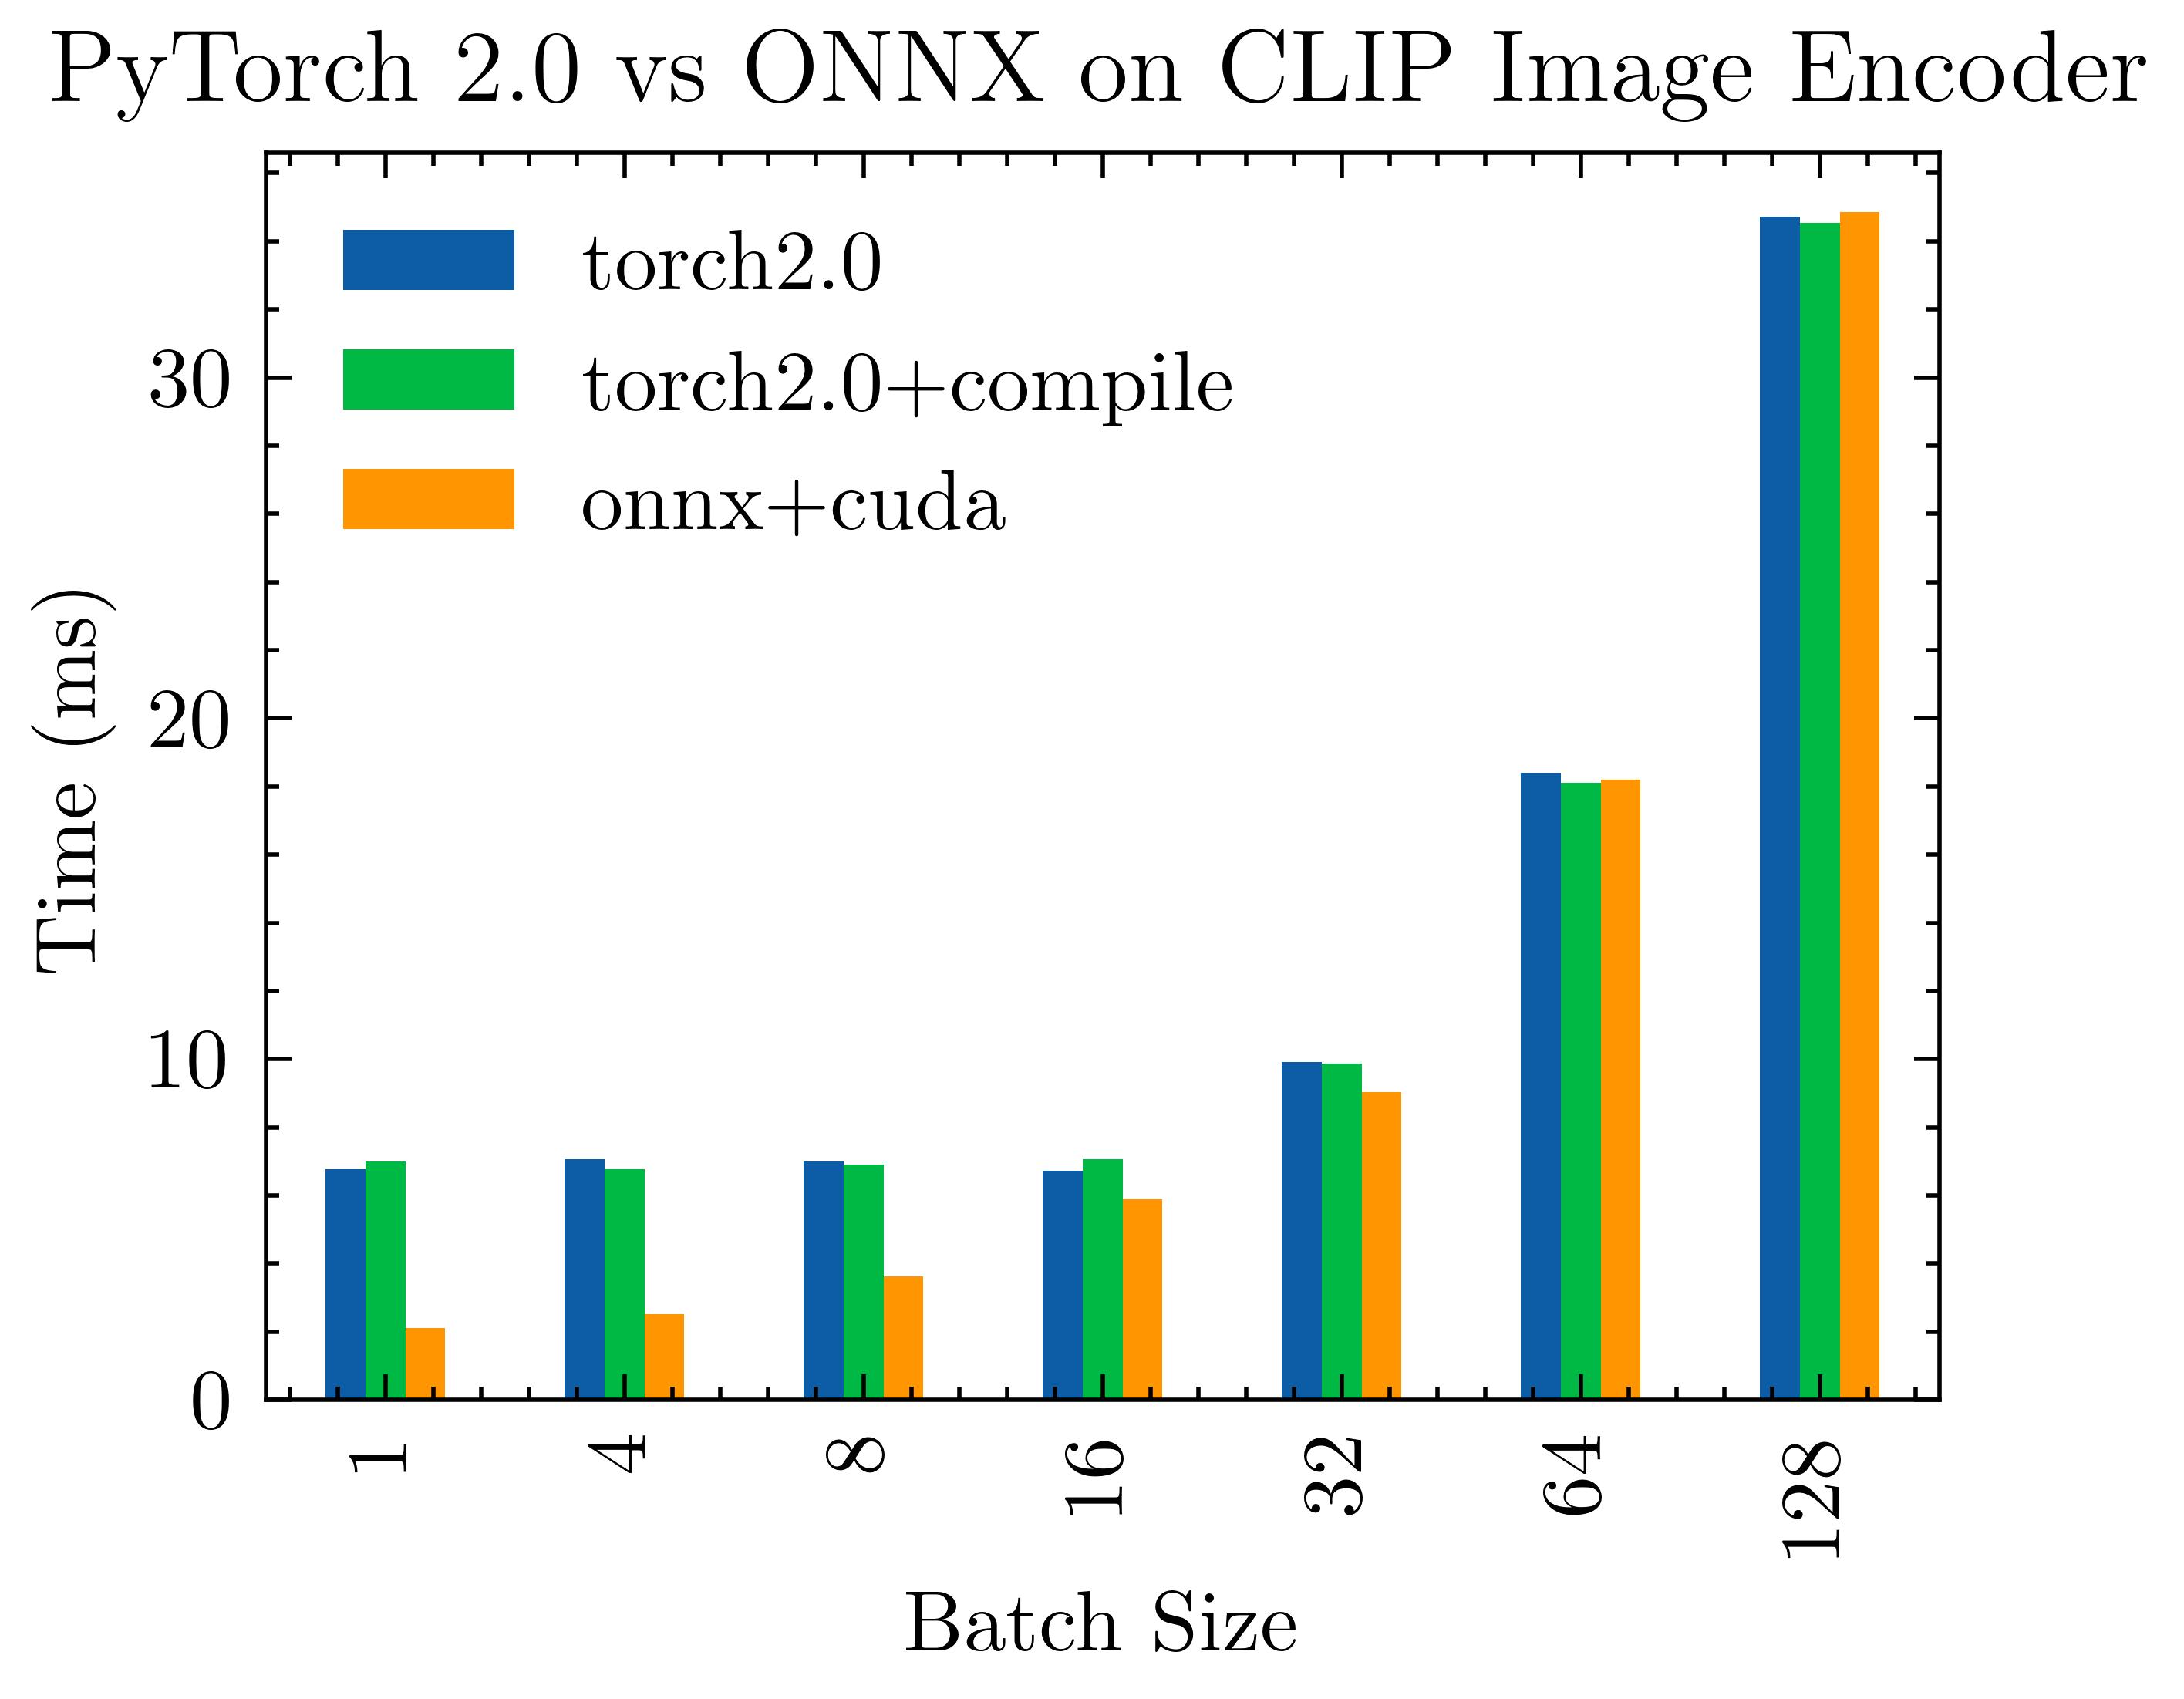 PyTorch 2.0 vs ONNX on CLIP Image Encoder
torch2.0
torch2.0+compile
onnx+cuda
Time (ms)
30
20
10
0
1
4
8
16
32
64
128
Batch Size